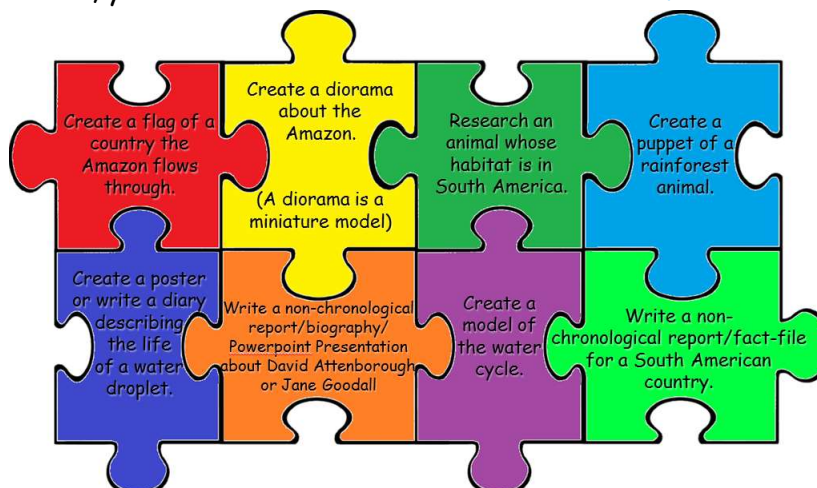 Create a flag of a
country the
Amazon flows
through.
Create a diorama
about the
Amazon.
(A diorama is a
miniature model)
Research an
animal whose
habitat is in
South America.
Create a
puppet of a
rainforest
animal.
Create a poster
or write a diary
describing
the life
of a water
droplet.
Write a non-chronological
report/biography/
Powerpoint Presentation
about David Attenborough
or Jane Goodall
Create a
model of
the water
cycle.
Write a non-
chronological report/fact-file
for a South American
country.